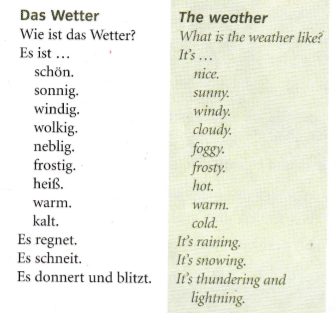 Das Wetter
Wie ist das Wetter?
Es ist ...
schön.
sonnig.
windig.
wolkig.
neblig.
frostig.
heiß.
warm.
kalt.
Es regnet.
Es schneit.
Es donnert und blitzt.
The weather
What is the weather like?
It's ...
nice.
sunny.
windy.
cloudy.
foggy.
frosty.
hot.
warm.
cold.
It's raining.
It's snowing.
It's thundering and
lightning.